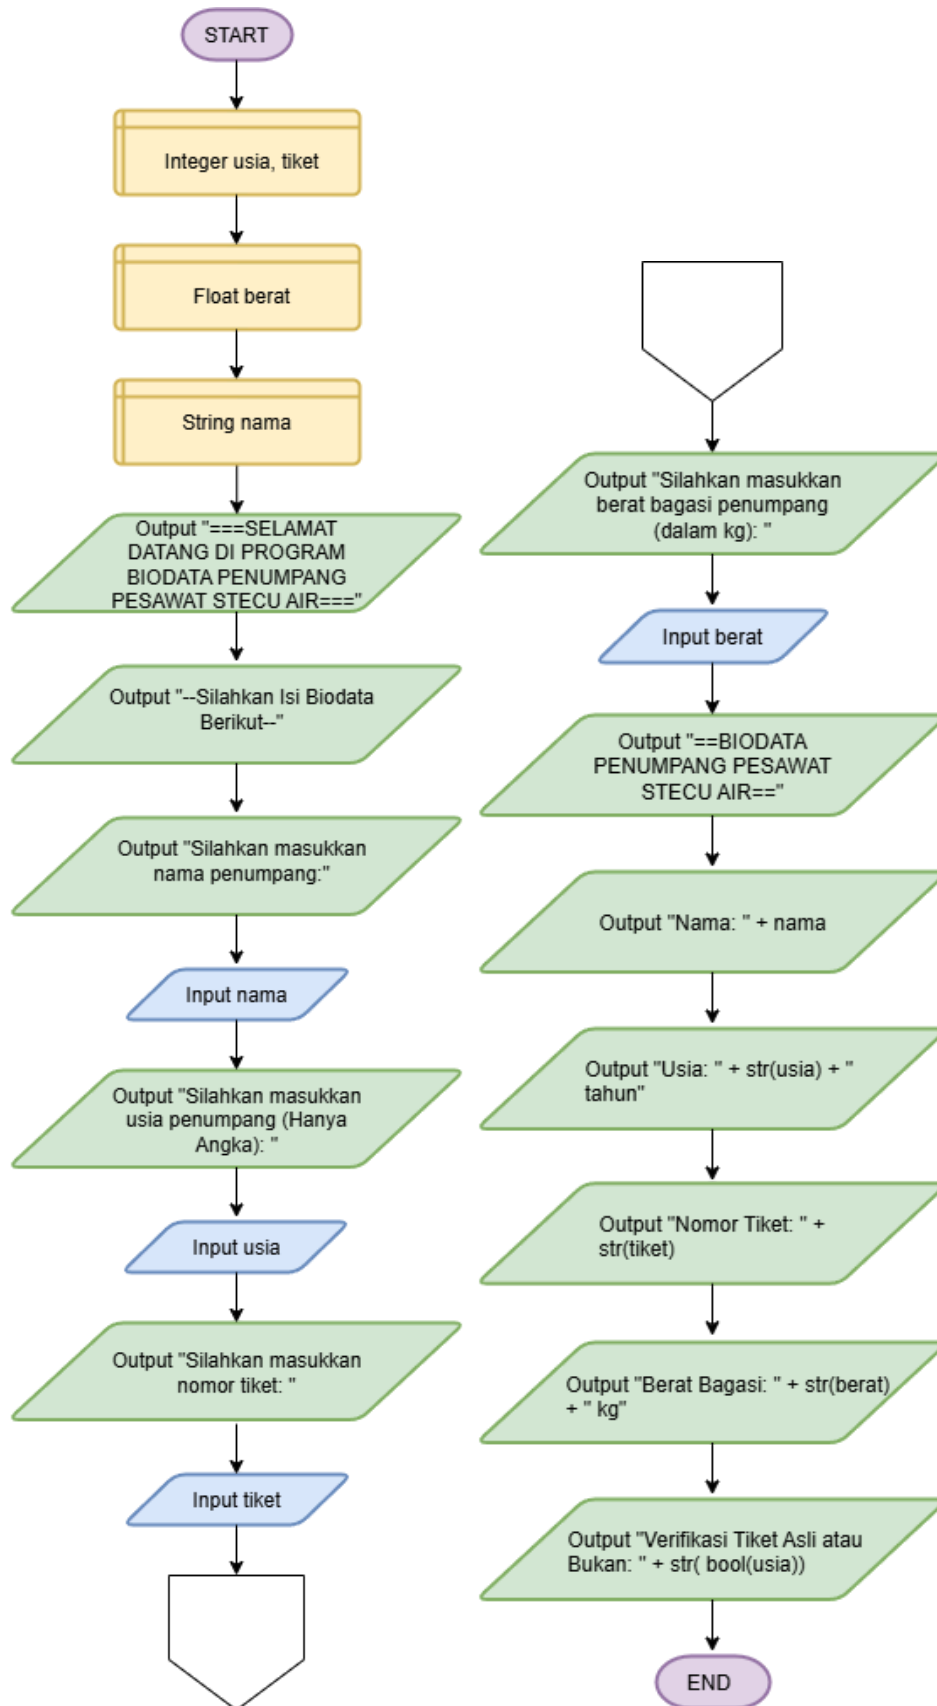 START
Integer usia, tiket
Float berat
String nama
Output "===SELAMAT
DATANG DI PROGRAM
BIODATA PENUMPANG
PESAWAT STECU AIR==="
Output "--Silahkan Isi Biodata
Berikut--"
Output "Silahkan masukkan
nama penumpang:"
Input nama
Output "Silahkan masukkan
usia penumpang (Hanya
Angka): "
Input usia
Output "Silahkan masukkan
nomor tiket: "
Input tiket
Output "Silahkan masukkan
berat bagasi penumpang
(dalam kg): "
Input berat
Output "==BIODATA
PENUMPANG PESAWAT
STECU AIR=="
Output "Nama: " + nama
Output "Usia: " + str(usia) + "
tahun"
Output "Nomor Tiket: " +
str(tiket)
Output "Berat Bagasi: " + str(berat)
+ " kg"
Output "Verifikasi Tiket Asli atau
Bukan: " + str( bool(usia))
END